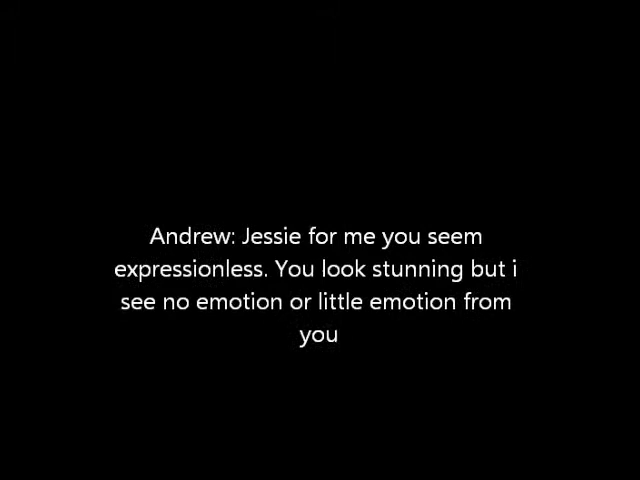 Andrew: Jessie for me you seem
expressionless. You look stunning but i
see no emotion or little emotion from
you